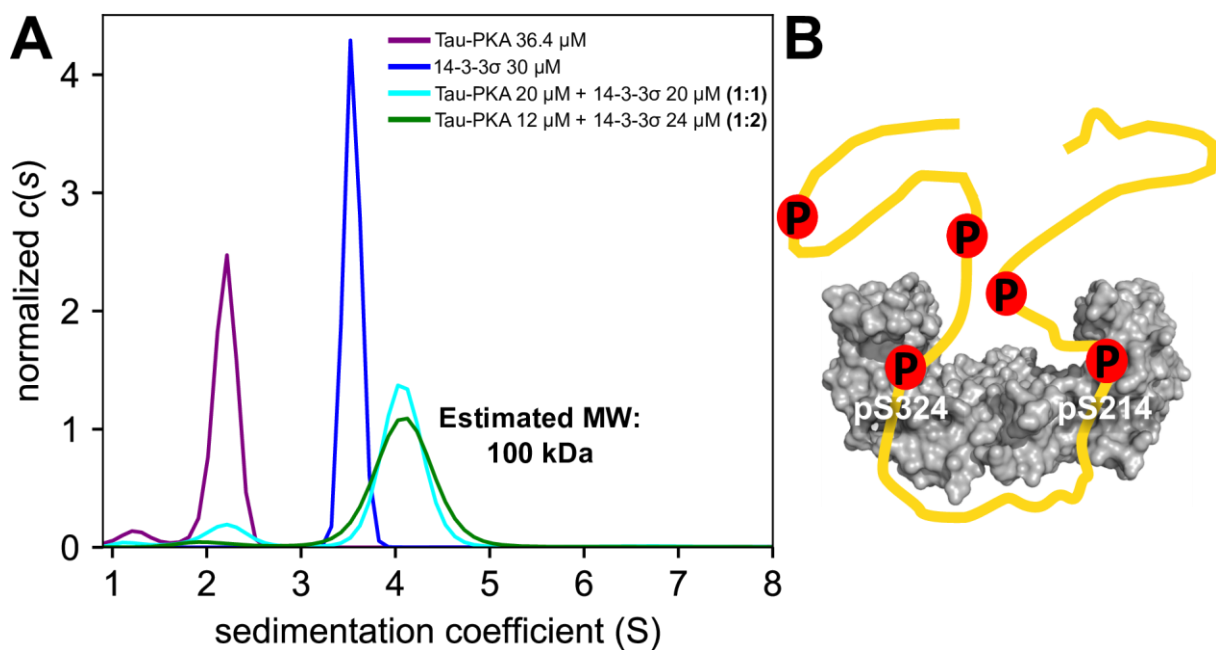 A
B
Tau-PKA 36.4 µM
14-3-3σ 30 µM
Tau-PKA 20 µM + 14-3-3σ 20 µM (1:1)
Tau-PKA 12 µM + 14-3-3σ 24 µM (1:2)
normalized c(s)
4
3
2
1
0
Estimated MW:
100 kDa
1 2 3 4 5 6 7 8
sedimentation coefficient (S)
P
P
P
P
P
pS324
pS214